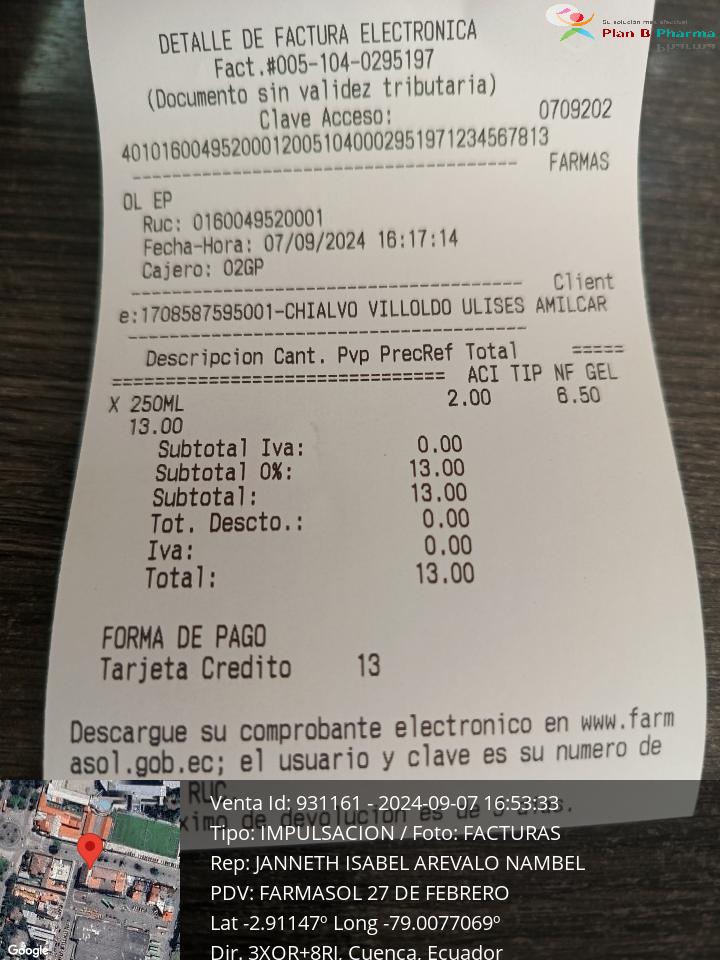 Su solución más efectiva!
Plan B Pharma
DETALLE DE FACTURA ELECTRONICA
Fact.#005-104-0295197
(Documento sin validez tributaria)
Clave Acceso: 0709202
401016004952000120051040002951971234567813
------------------------------------ FARMAS
OL EP
Ruc: 0160049520001
Fecha-Hora: 07/09/2024 16:17:14
Cajero: 02GP
------------------------------------ Client
e:1708587595001-CHIALVO VILLOLDO ULISES AMILCAR
------------------------------------
Descripcion Cant. Pvp PrecRef Total =====
============================== ACI TIP NF GEL
X 250ML 2.00 6.50
13.00
Subtotal Iva: 0.00
Subtotal 0%: 13.00
Subtotal: 13.00
Tot. Descto.: 0.00
Iva: 0.00
Total: 13.00
FORMA DE PAGO
Tarjeta Credito 13
Descargue su comprobante electronico en www.farm
asol.gob.ec; el usuario y clave es su numero de
RUC
ximo de devolucion es de dias.
Venta Id: 931161 - 2024-09-07 16:53:33
Tipo: IMPULSACION / Foto: FACTURAS
Rep: JANNETH ISABEL AREVALO NAMBEL
PDV: FARMASOL 27 DE FEBRERO
Lat -2.91147º Long -79.0077069º
Dir. 3XQR+8RJ, Cuenca, Ecuador
Google